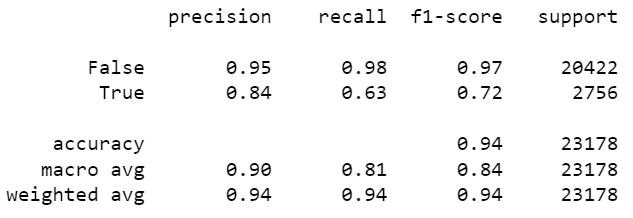 precision recall f1-score support
False 0.95 0.98 0.97 20422
True 0.84 0.63 0.72 2756
accuracy 0.94 23178
macro avg 0.90 0.81 0.84 23178
weighted avg 0.94 0.94 0.94 23178